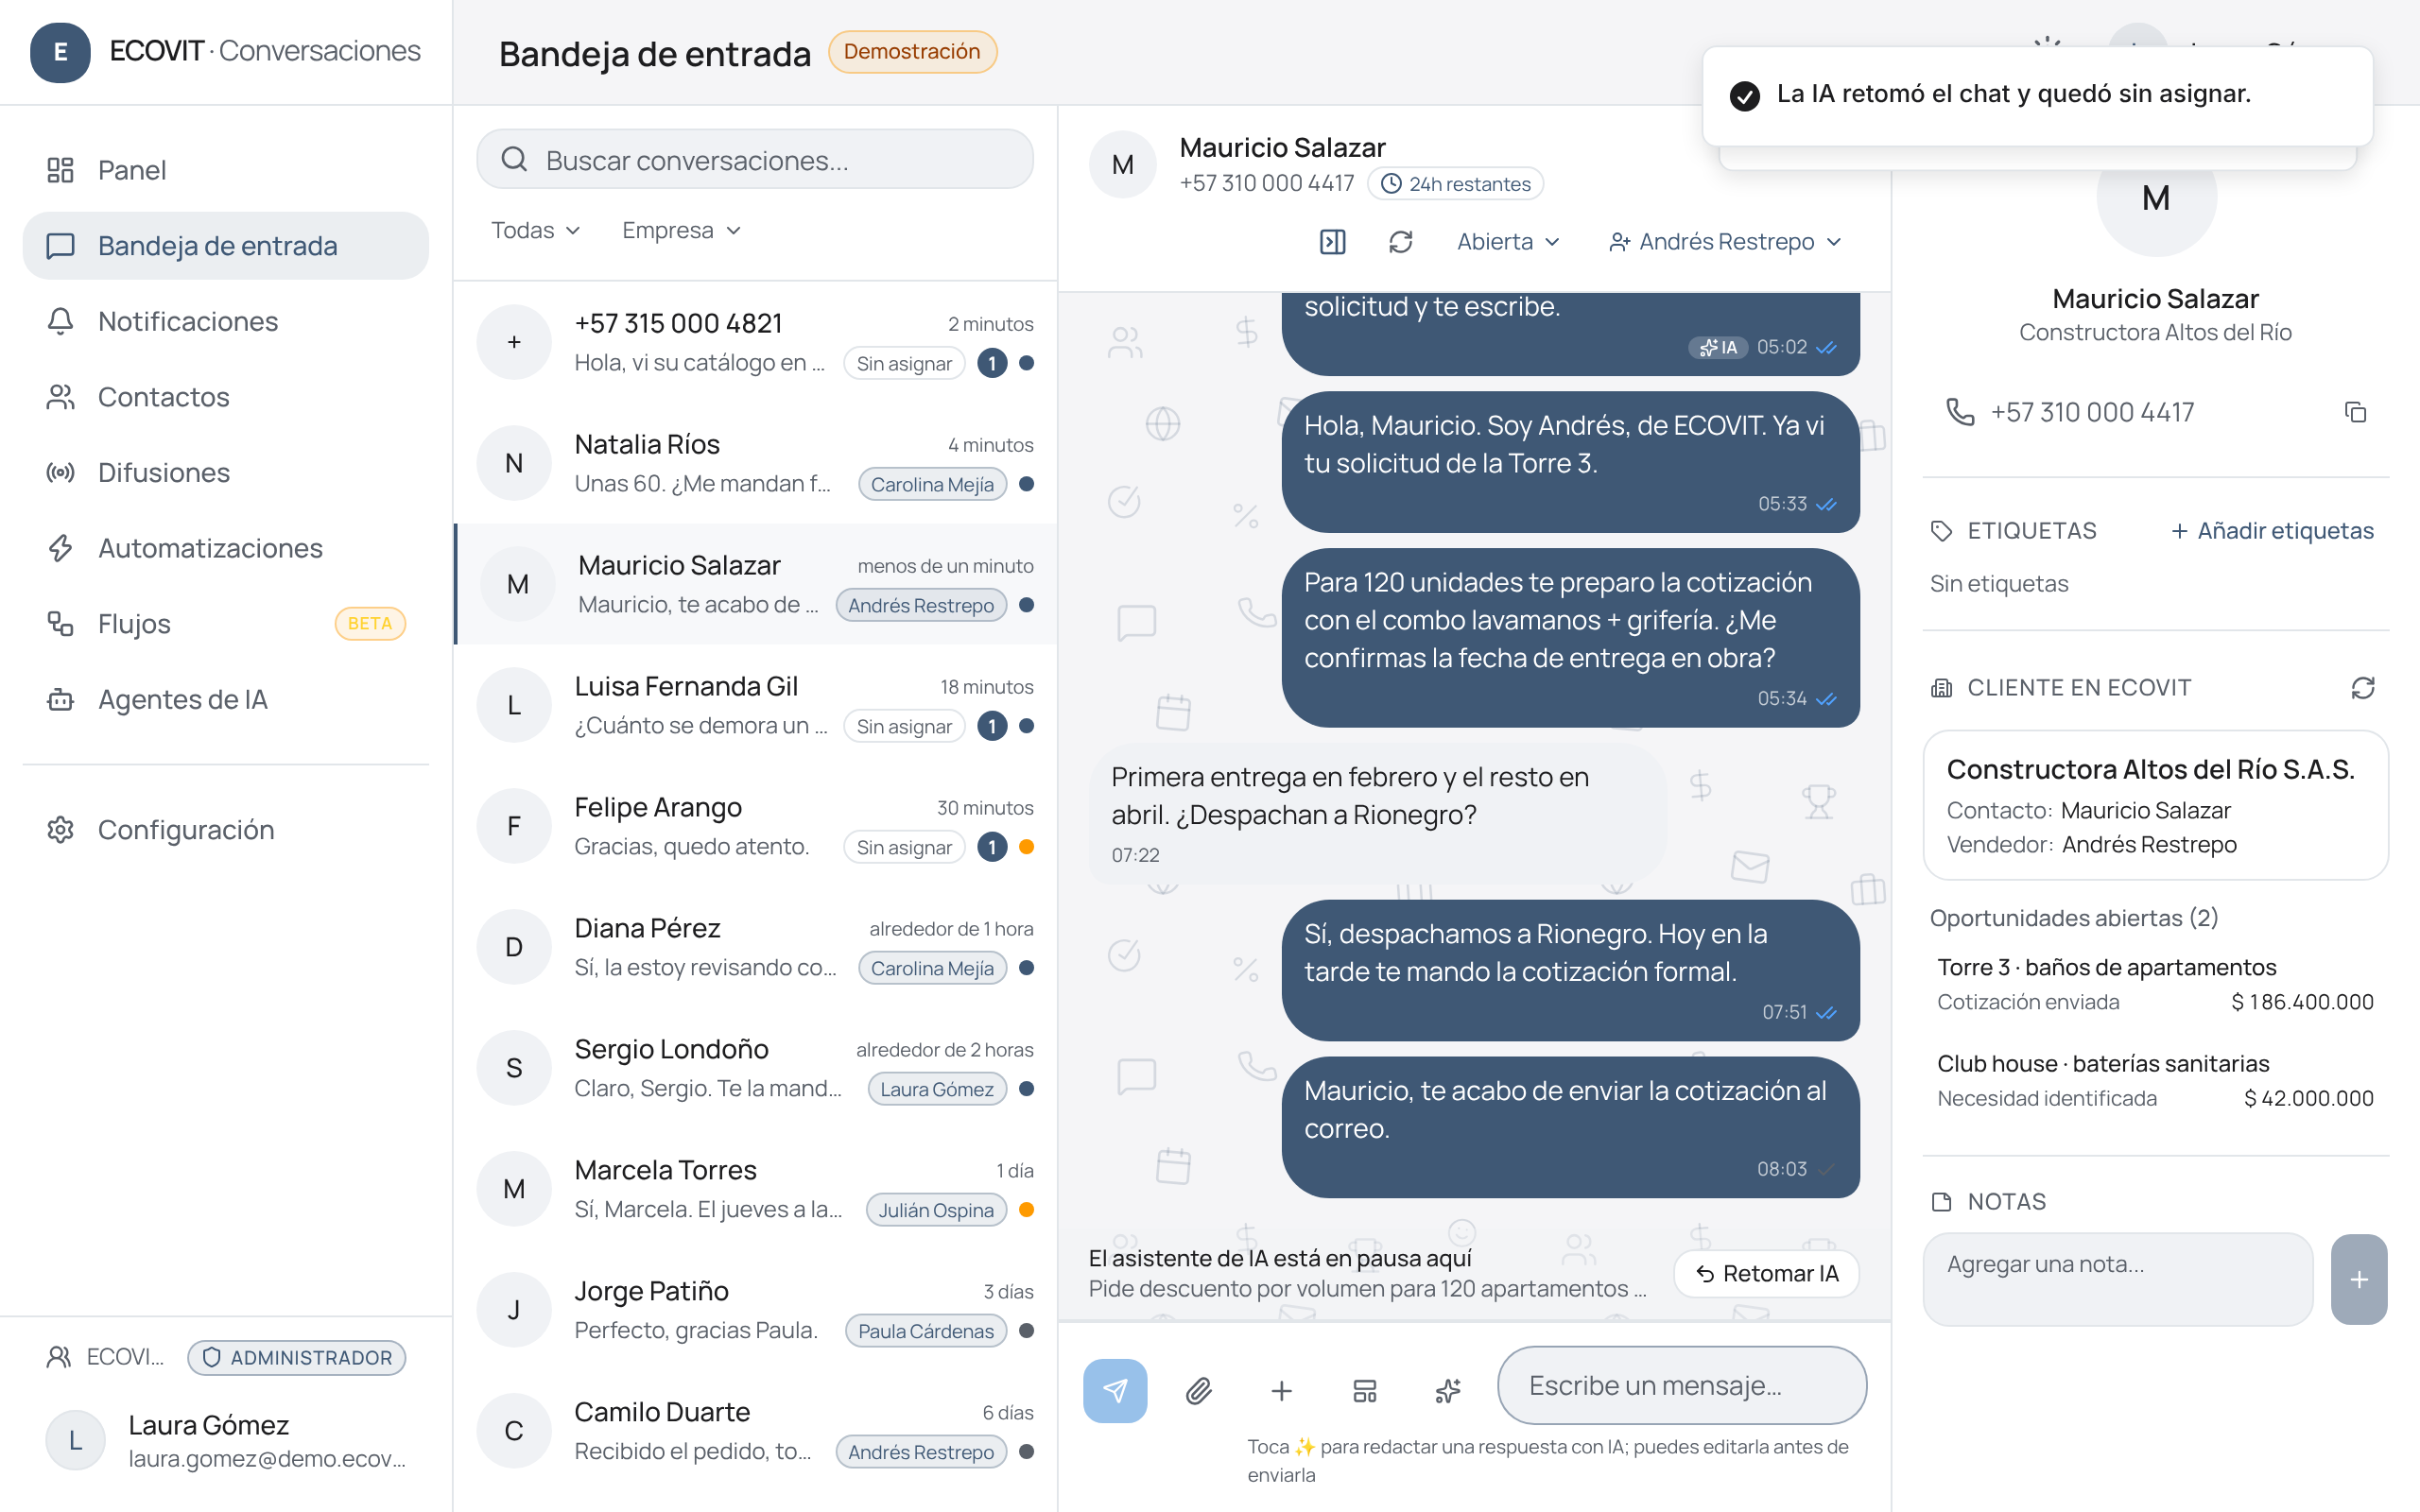 E
ECOVIT · Conversaciones
Panel
Bandeja de entrada
Notificaciones
Contactos
Difusiones
Automatizaciones
Flujos BETA
Agentes de IA
Configuración
ECOVI... ADMINISTRADOR
L
Laura Gómez
laura.gomez@demo.ecov...
Bandeja de entrada Demostración
La IA retomó el chat y quedó sin asignar.
Buscar conversaciones...
Todas Empresa
+
+57 315 000 4821 2 minutos
Hola, vi su catálogo en ... Sin asignar 1
N
Natalia Ríos 4 minutos
Unas 60. ¿Me mandan f... Carolina Mejía
M
Mauricio Salazar menos de un minuto
Mauricio, te acabo de ... Andrés Restrepo
L
Luisa Fernanda Gil 18 minutos
¿Cuánto se demora un ... Sin asignar 1
F
Felipe Arango 30 minutos
Gracias, quedo atento. Sin asignar 1
D
Diana Pérez alrededor de 1 hora
Sí, la estoy revisando co... Carolina Mejía
S
Sergio Londoño alrededor de 2 horas
Claro, Sergio. Te la mand... Laura Gómez
M
Marcela Torres 1 día
Sí, Marcela. El jueves a la... Julián Ospina
J
Jorge Patiño 3 días
Perfecto, gracias Paula. Paula Cárdenas
C
Camilo Duarte 6 días
Recibido el pedido, to... Andrés Restrepo
M
Mauricio Salazar
+57 310 000 4417 24h restantes
Abierta Andrés Restrepo
solicitud y te escribe.
IA 05:02
Hola, Mauricio. Soy Andrés, de ECOVIT. Ya vi
tu solicitud de la Torre 3.
05:33
Para 120 unidades te preparo la cotización
con el combo lavamanos + grifería. ¿Me
confirmas la fecha de entrega en obra?
05:34
Primera entrega en febrero y el resto en
abril. ¿Despachan a Rionegro?
07:22
Sí, despachamos a Rionegro. Hoy en la
tarde te mando la cotización formal.
07:51
Mauricio, te acabo de enviar la cotización al
correo.
08:03
El asistente de IA está en pausa aquí
Pide descuento por volumen para 120 apartamentos ...
Retomar IA
Escribe un mensaje...
Toca ✨ para redactar una respuesta con IA; puedes editarla antes de
enviarla
M
Mauricio Salazar
Constructora Altos del Río
+57 310 000 4417
ETIQUETAS + Añadir etiquetas
Sin etiquetas
CLIENTE EN ECOVIT
Constructora Altos del Río S.A.S.
Contacto: Mauricio Salazar
Vendedor: Andrés Restrepo
Oportunidades abiertas (2)
Torre 3 · baños de apartamentos
Cotización enviada $ 186.400.000
Club house · baterías sanitarias
Necesidad identificada $ 42.000.000
NOTAS
Agregar una nota...
+